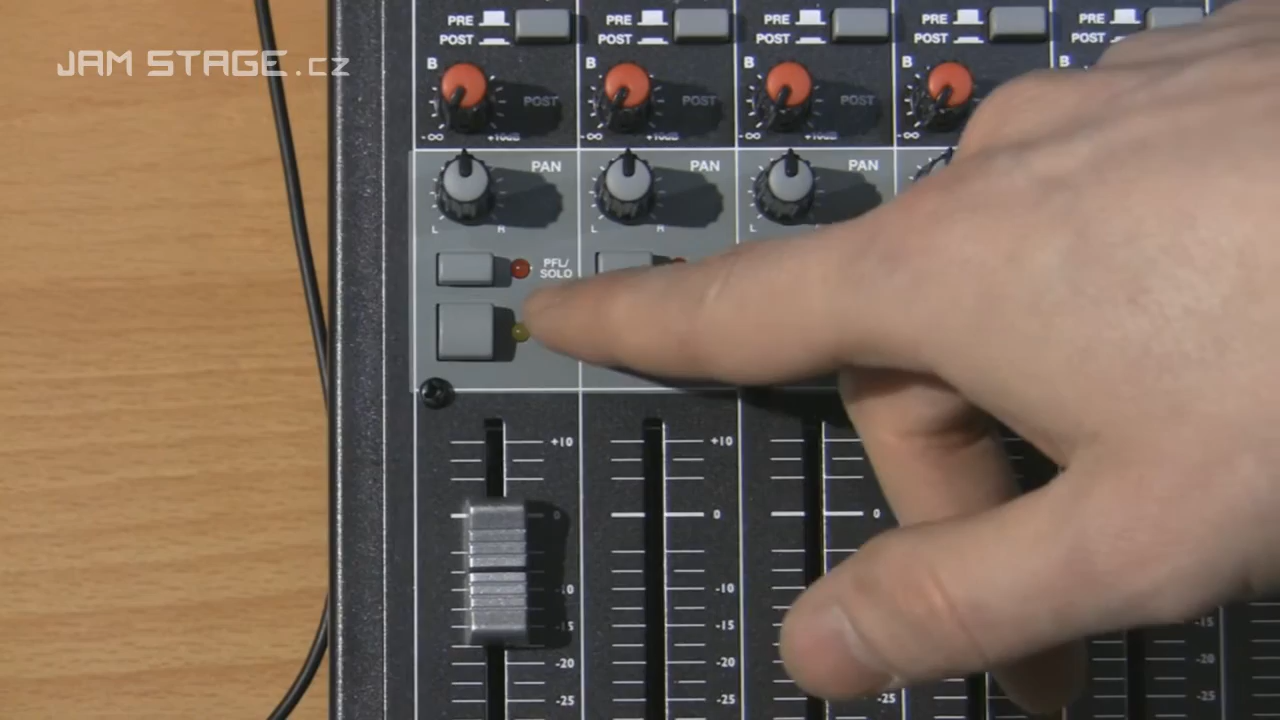 JAM STAGE.cz
PRE PRE PRE PRE PRE
POST POST POST POST POST
B B B B B
POST POST POST
-∞ +10dB -∞ +10dB -∞ +10dB -∞
PAN PAN PAN
L R L R L
PFL/
SOLO
+10 +10
0 0 0
-10 -10
-15 -15 -15
-20 -20 -20
-25 -25 -25 -25